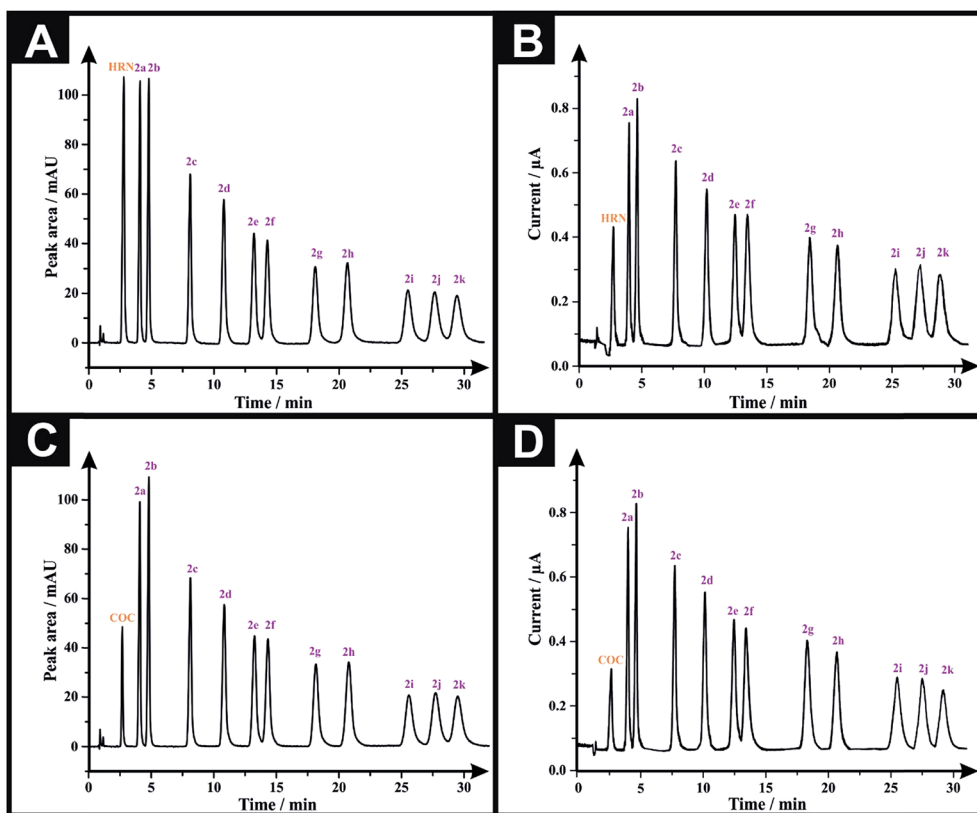 A
HRN 2a 2b
2c
2d
2e 2f
2g 2h
2i 2j 2k
100
80
60
40
20
0
Peak area / mAU
0 5 10 15 20 25 30
Time / min
B
2b
2a
2c
2d
HRN
2e 2f
2g 2h
2i 2j 2k
0.8
0.6
0.4
0.2
0.0
Current / µA
0 5 10 15 20 25 30
Time / min
C
2b
2a
2c
2d
COC
2e 2f
2g 2h
2i 2j 2k
100
80
60
40
20
0
Peak area / mAU
0 5 10 15 20 25 30
Time / min
D
2b
2a
2c
2d
2e 2f
2g 2h
COC
2i 2j 2k
0.8
0.6
0.4
0.2
0.0
Current / µA
0 5 10 15 20 25 30
Time / min